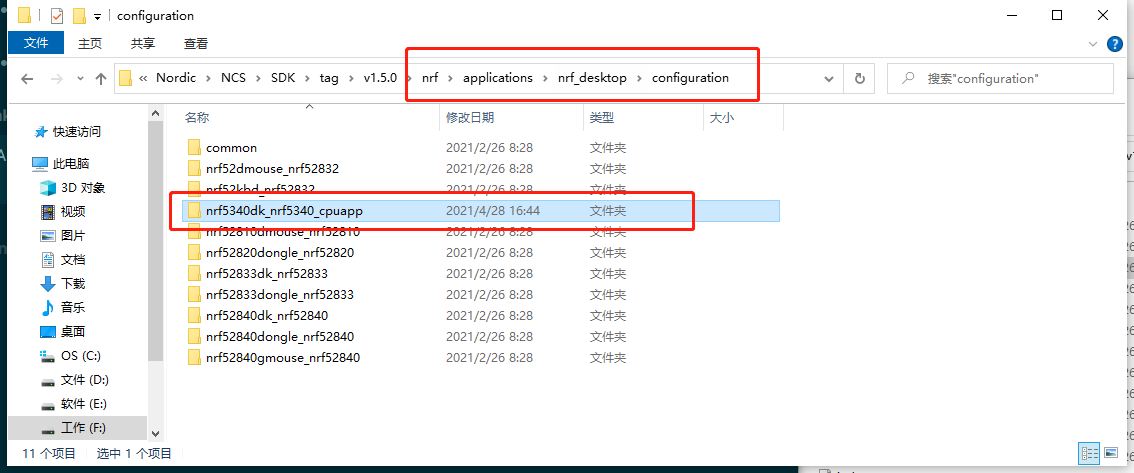 configuration
文件 主页 共享 查看
« Nordic › NCS › SDK › tag › v1.5.0 › nrf › applications › nrf_desktop › configuration 搜索"configuration"
名称 修改日期 类型 大小
快速访问
此电脑
3D 对象
视频
图片
文档
下载
音乐
桌面
OS (C:)
文件 (D:)
软件 (E:)
工作 (F:)
common 2021/2/26 8:28 文件夹
nrf52dmouse_nrf52832 2021/2/26 8:28 文件夹
nrf52kbd_nrf52832 2021/2/26 8:28 文件夹
nrf5340dk_nrf5340_cpuapp 2021/4/28 16:44 文件夹
nrf52810dmouse_nrf52810 2021/2/26 8:28 文件夹
nrf52820dongle_nrf52820 2021/2/26 8:28 文件夹
nrf52833dk_nrf52833 2021/2/26 8:28 文件夹
nrf52833dongle_nrf52833 2021/2/26 8:28 文件夹
nrf52840dk_nrf52840 2021/2/26 8:28 文件夹
nrf52840dongle_nrf52840 2021/2/26 8:28 文件夹
nrf52840gmouse_nrf52840 2021/2/26 8:28 文件夹
11 个项目 选中 1 个项目